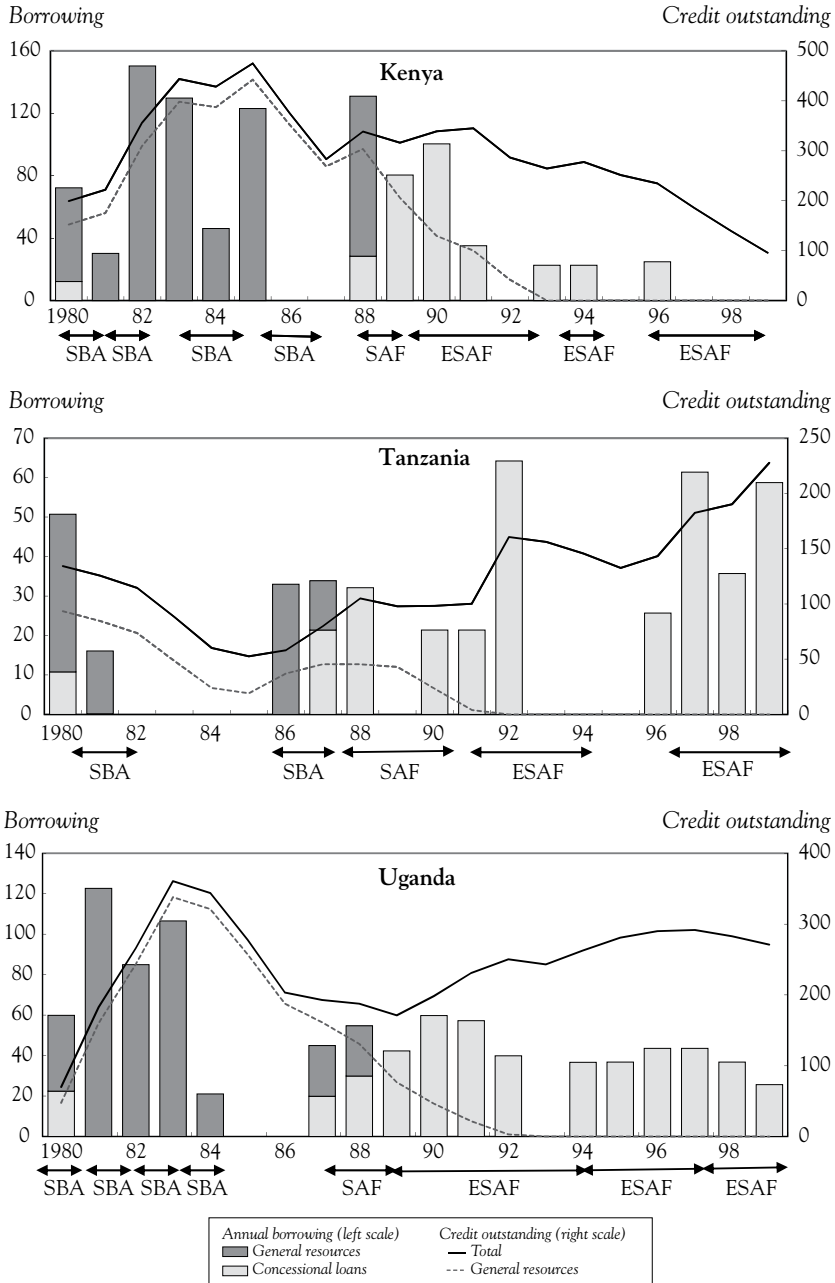 Borrowing Credit outstanding
Kenya
160 500
120 400
300
80
200
40
100
0 0
1980 82 84 86 88 90 92 94 96 98
SBA SBA SBA SBA SAF ESAF ESAF ESAF
Borrowing Credit outstanding
Tanzania
70 250
60
200
50
40 150
30 100
20
50
10
0 0
1980 82 84 86 88 90 92 94 96 98
SBA SBA SAF ESAF ESAF
Borrowing Credit outstanding
Uganda
140 400
120
100 300
80
200
60
40 100
20
0 0
1980 82 84 86 88 90 92 94 96 98
SBA SBA SBA SBA SAF ESAF ESAF ESAF
Annual borrowing (left scale) Credit outstanding (right scale)
General resources Total
Concessional loans General resources